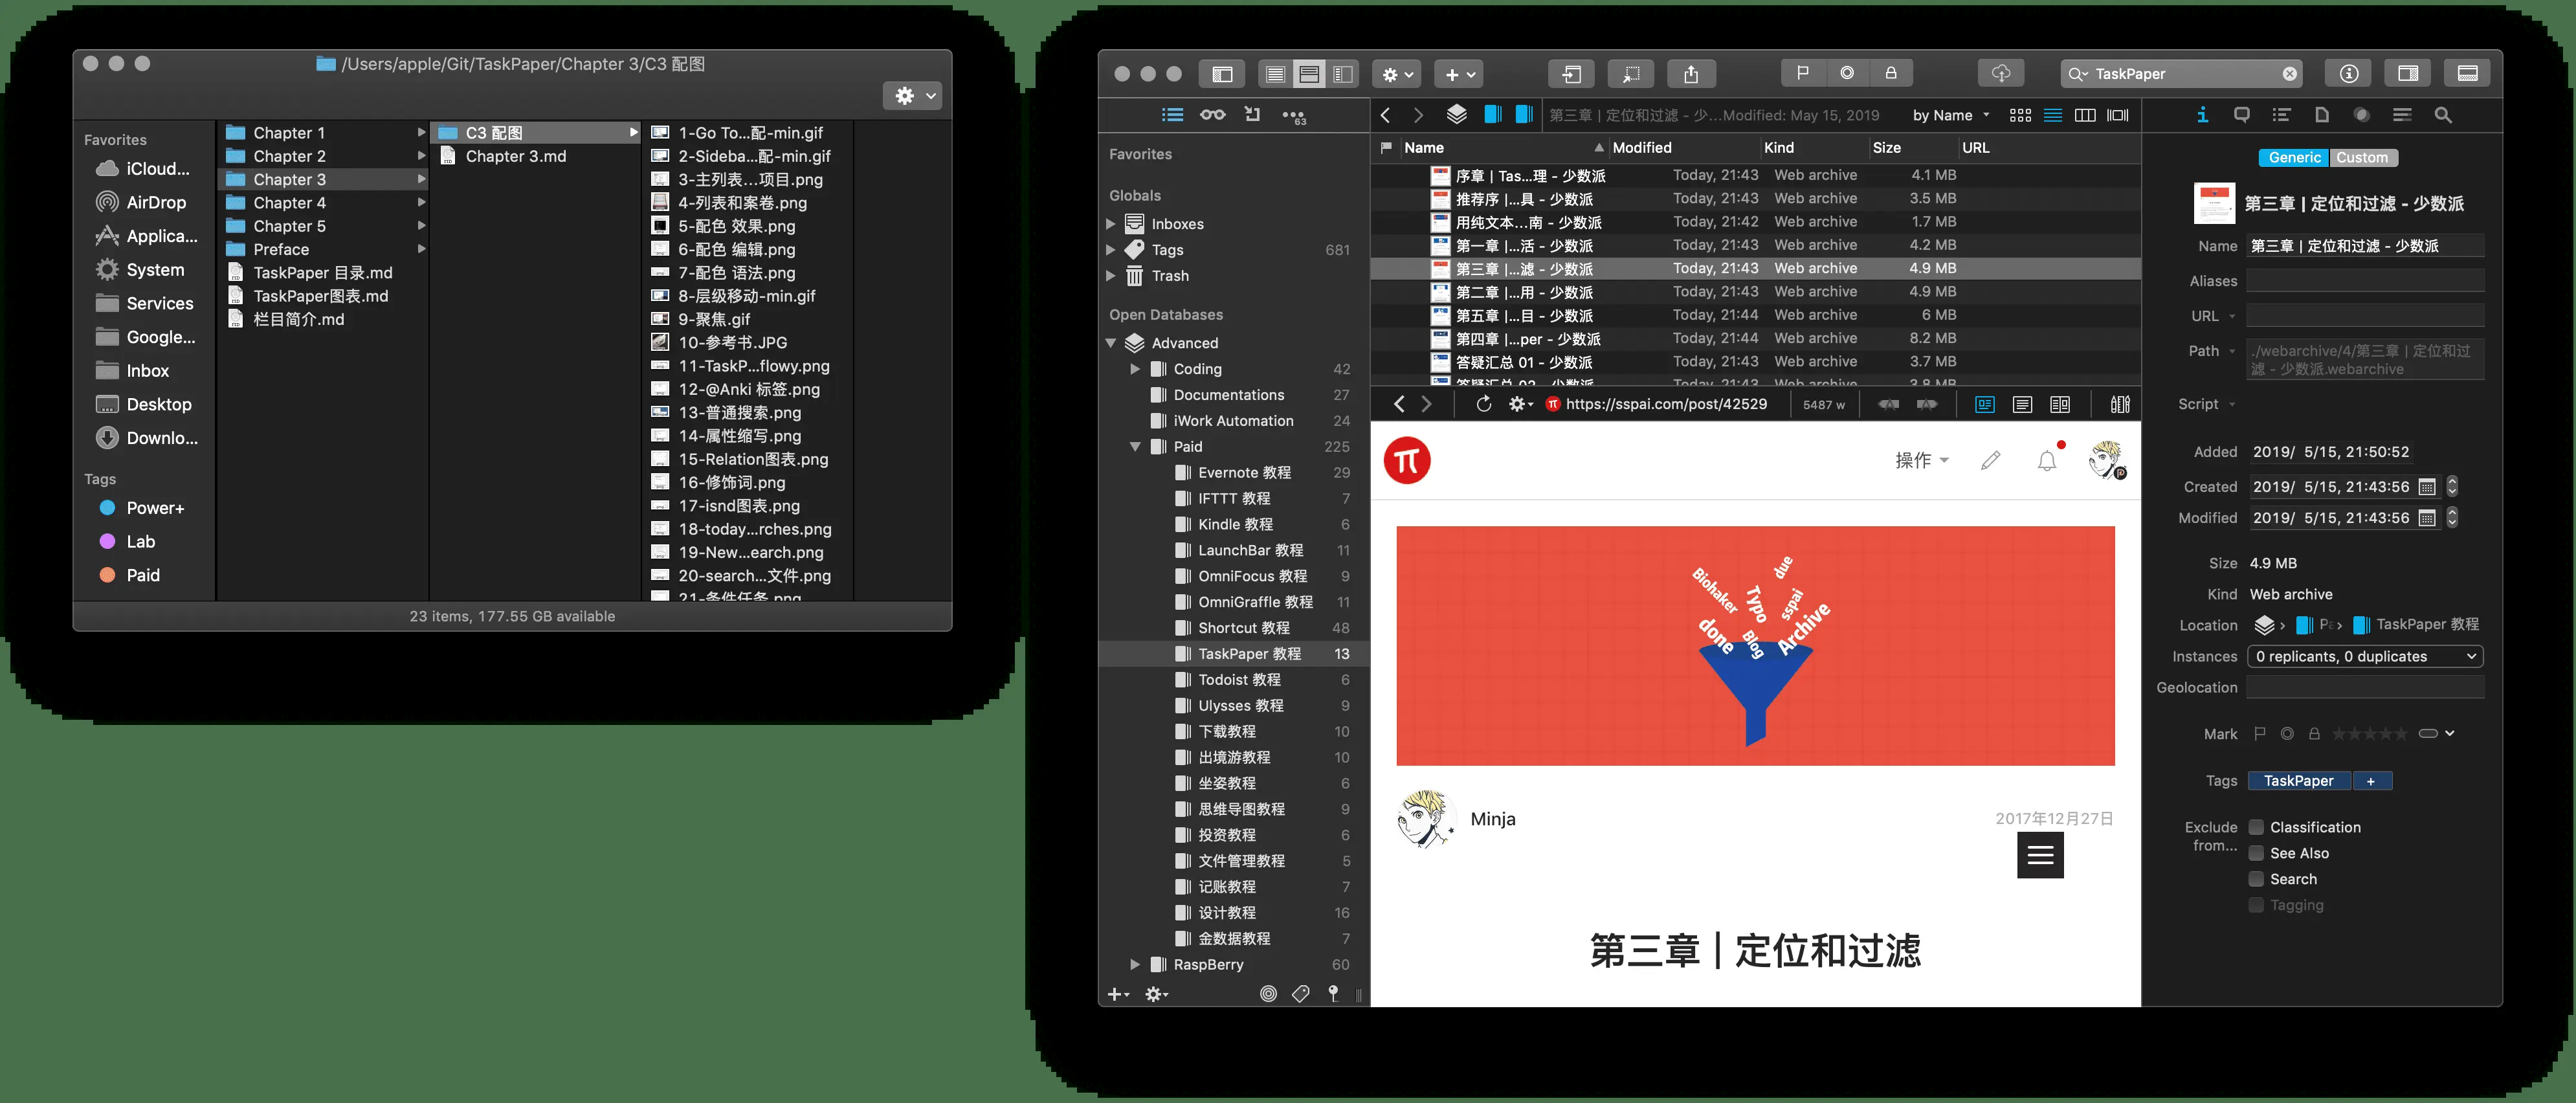 /Users/apple/Git/TaskPaper/Chapter 3/C3 配图
Favorites
iCloud...
AirDrop
Applica...
System
Services
Google...
Inbox
Desktop
Downlo...
Tags
Power+
Lab
Paid
Chapter 1
Chapter 2
Chapter 3
Chapter 4
Chapter 5
Preface
TaskPaper 目录.md
TaskPaper图表.md
栏目简介.md
C3 配图
Chapter 3.md
1-Go To...配-min.gif
2-Sideba...配-min.gif
3-主列表...项目.png
4-列表和案卷.png
5-配色 效果.png
6-配色 编辑.png
7-配色 语法.png
8-层级移动-min.gif
9-聚焦.gif
10-参考书.JPG
11-TaskP...flowy.png
12-@Anki 标签.png
13-普通搜索.png
14-属性缩写.png
15-Relation图表.png
16-修饰词.png
17-isnd图表.png
18-today...rches.png
19-New...earch.png
20-search...文件.png
21-条件任务.png
23 items, 177.55 GB available
TaskPaper
63
Favorites
Globals
Inboxes
Tags 681
Trash
Open Databases
Advanced
Coding 42
Documentations 27
iWork Automation 24
Paid 225
Evernote 教程 29
IFTTT 教程 7
Kindle 教程 6
LaunchBar 教程 11
OmniFocus 教程 9
OmniGraffle 教程 11
Shortcut 教程 48
TaskPaper 教程 13
Todoist 教程 6
Ulysses 教程 9
下载教程 10
出境游教程 10
坐姿教程 6
思维导图教程 9
投资教程 6
文件管理教程 5
记账教程 7
设计教程 16
金数据教程 7
RaspBerry 60
第三章 | 定位和过滤 - 少...Modified: May 15, 2019
by Name
Name Modified Kind Size URL
序章 | Tas...理 - 少数派 Today, 21:43 Web archive 4.1 MB
推荐序 |...具 - 少数派 Today, 21:43 Web archive 3.5 MB
用纯文本...南 - 少数派 Today, 21:42 Web archive 1.7 MB
第一章 |...活 - 少数派 Today, 21:43 Web archive 4.2 MB
第三章 |...滤 - 少数派 Today, 21:43 Web archive 4.9 MB
第二章 |...用 - 少数派 Today, 21:43 Web archive 4.9 MB
第五章 |...目 - 少数派 Today, 21:44 Web archive 6 MB
第四章 |...per - 少数派 Today, 21:44 Web archive 8.2 MB
答疑汇总 01 - 少数派 Today, 21:43 Web archive 3.7 MB
答疑汇总 02 - 少数派 Today, 21:43 Web archive 3.8 MB
https://sspai.com/post/42529
5487 w
操作
due
Biohaker
Typo
sspai
done
Blog
Archive
Minja
2017年12月27日
第三章 | 定位和过滤
Generic Custom
第三章 | 定位和过滤 - 少数派
Name 第三章 | 定位和过滤 - 少数派
Aliases
URL
Path ./webarchive/4/第三章 | 定位和过
滤 - 少数派.webarchive
Script
Added 2019/ 5/15, 21:50:52
Created 2019/ 5/15, 21:43:56
Modified 2019/ 5/15, 21:43:56
Size 4.9 MB
Kind Web archive
Location TaskPaper 教程
Instances 0 replicants, 0 duplicates
Geolocation
Mark
Tags TaskPaper +
Exclude from... Classification
See Also
Search
Tagging